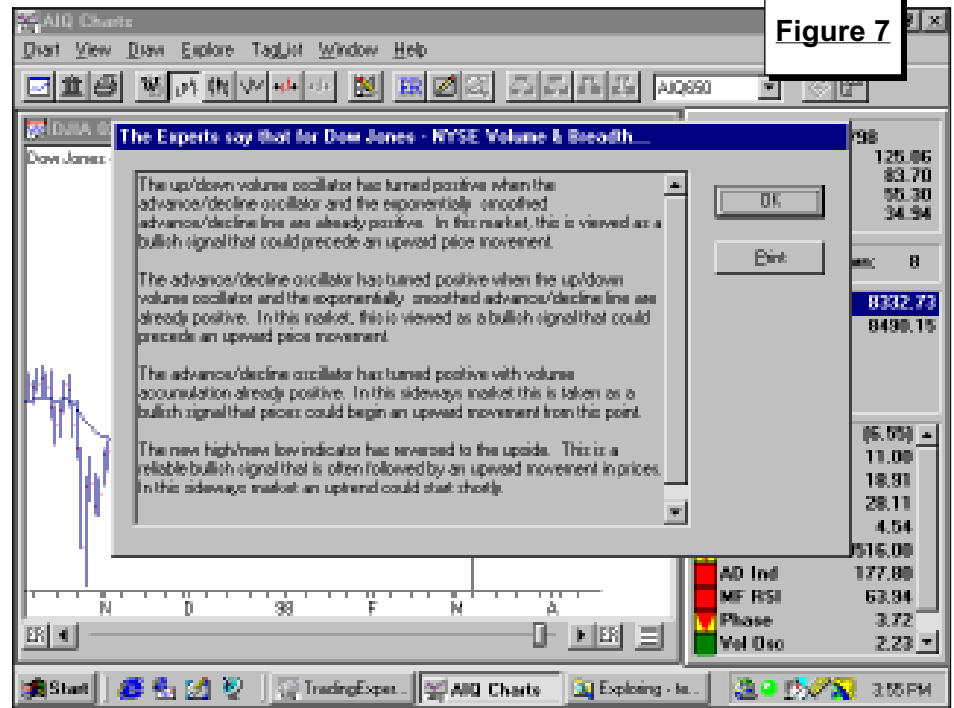 Figure 7
AIQ Charts
Chart View Draw Explore TagList Window Help
ER AIQ850
DJIA
Dow Jones -
/98
125.06
83.70
55.30
34.94
8
8332.73
8490.15
The Experts say that for Dow Jones - NYSE Volume & Breadth....
The up/down volume oscillator has turned positive when the
advance/decline oscillator and the exponentially smoothed
advance/decline line are already positive. In this market, this is viewed as a
bullish signal that could precede an upward price movement.
The advance/decline oscillator has turned positive when the up/down
volume oscillator and the exponentially smoothed advance/decline line are
already positive. In this market, this is viewed as a bullish signal that could
precede an upward price movement.
The advance/decline oscillator has turned positive with volume
accumulation already positive. In this sideways market this is taken as a
bullish signal that prices could begin an upward movement from this point.
The new high/new low indicator has reversed to the upside. This is a
reliable bullish signal that is often followed by an upward movement in prices.
In this sideways market an uptrend could start shortly.
OK
Print
(6.55)
11.00
18.91
28.11
4.54
516.00
AD Ind 177.80
MF RSI 63.94
Phase 3.72
Vol Osc 2.23
N D 98 F M A
ER ER
Start TradingExper... AIQ Charts Exploring - te... 3:55 PM